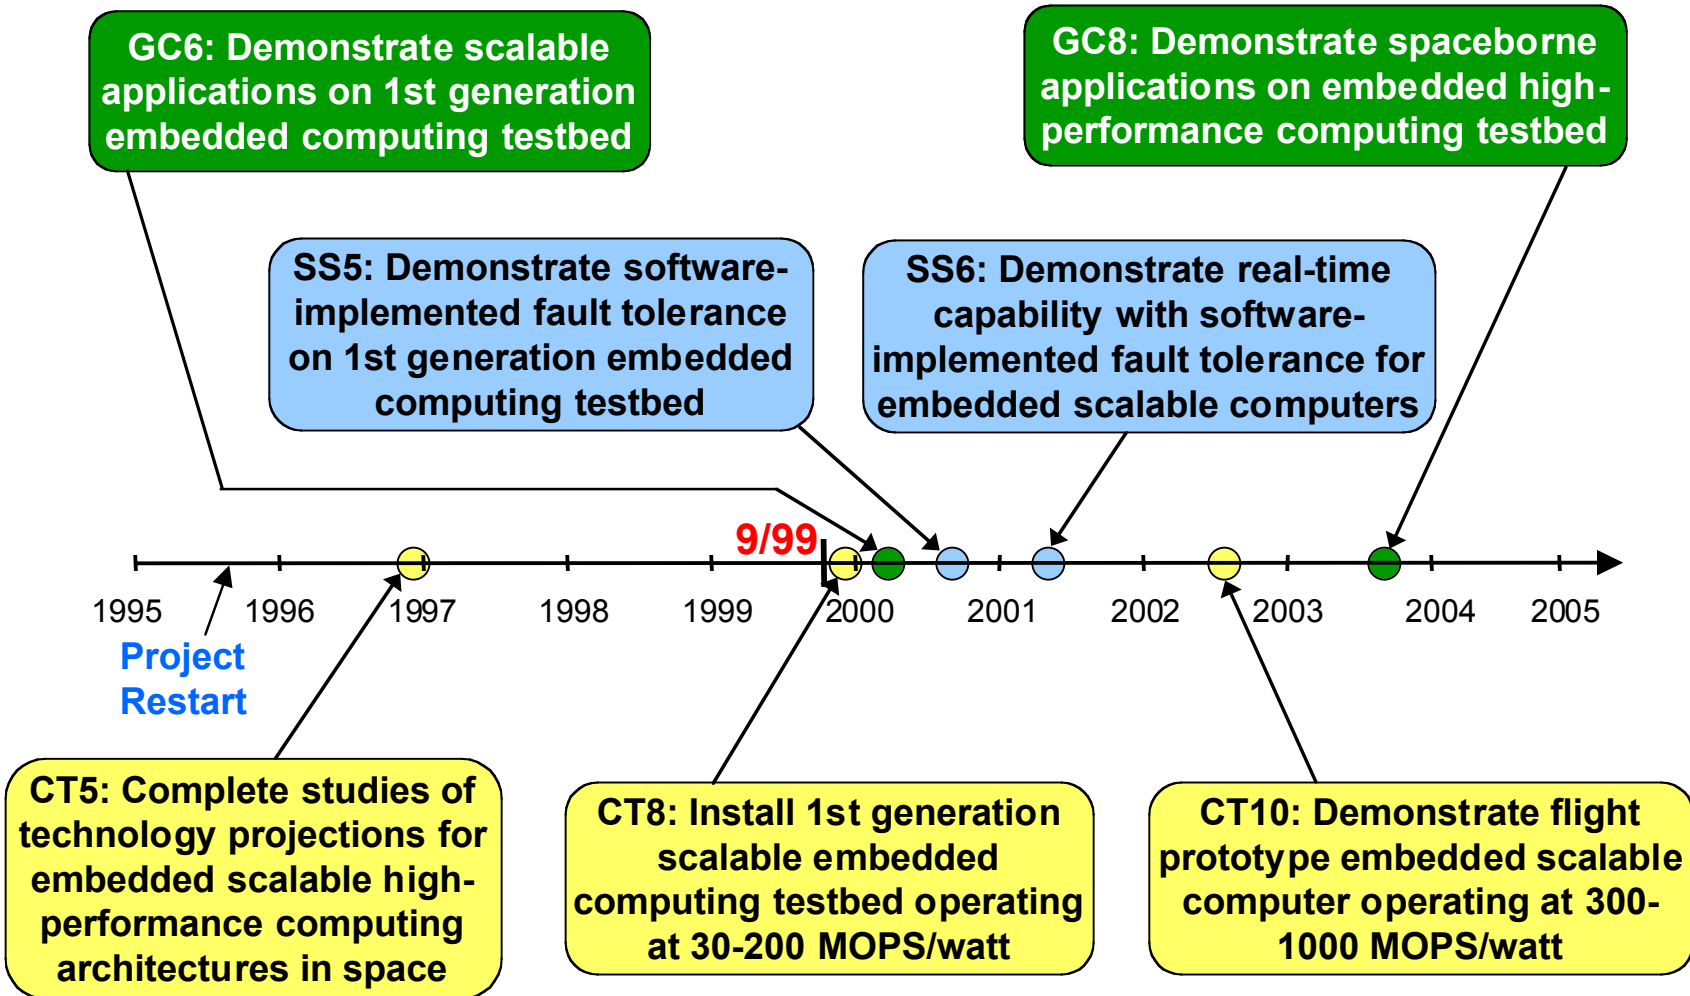 GC6: Demonstrate scalable
applications on 1st generation
embedded computing testbed
GC8: Demonstrate spaceborne
applications on embedded high-
performance computing testbed
SS5: Demonstrate software-
implemented fault tolerance
on 1st generation embedded
computing testbed
SS6: Demonstrate real-time
capability with software-
implemented fault tolerance for
embedded scalable computers
9/99
1995 1996 1997 1998 1999 2000 2001 2002 2003 2004 2005
Project
Restart
CT5: Complete studies of
technology projections for
embedded scalable high-
performance computing
architectures in space
CT8: Install 1st generation
scalable embedded
computing testbed operating
at 30-200 MOPS/watt
CT10: Demonstrate flight
prototype embedded scalable
computer operating at 300-
1000 MOPS/watt